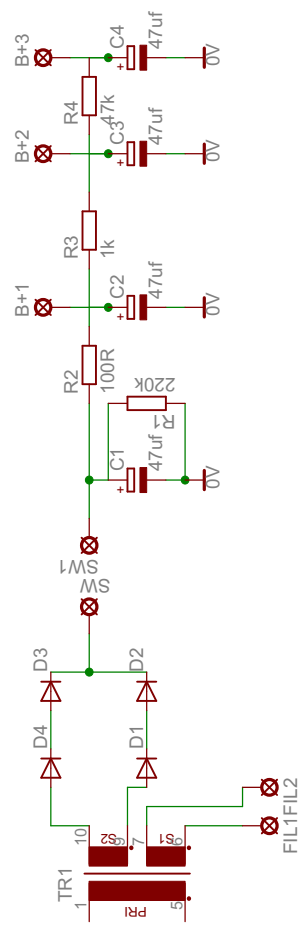 B+3
C4
47uf
0V
R4
47k
B+2
C3
47uf
0V
R3
1k
B+1
C2
47uf
0V
R2
100R
220k
R1
C1
47uf
0V
SW1
SW
D3
D2
D4
D1
TR1
10
S2
9
7
S1
6
1
PRI
5
FIL1
FIL2